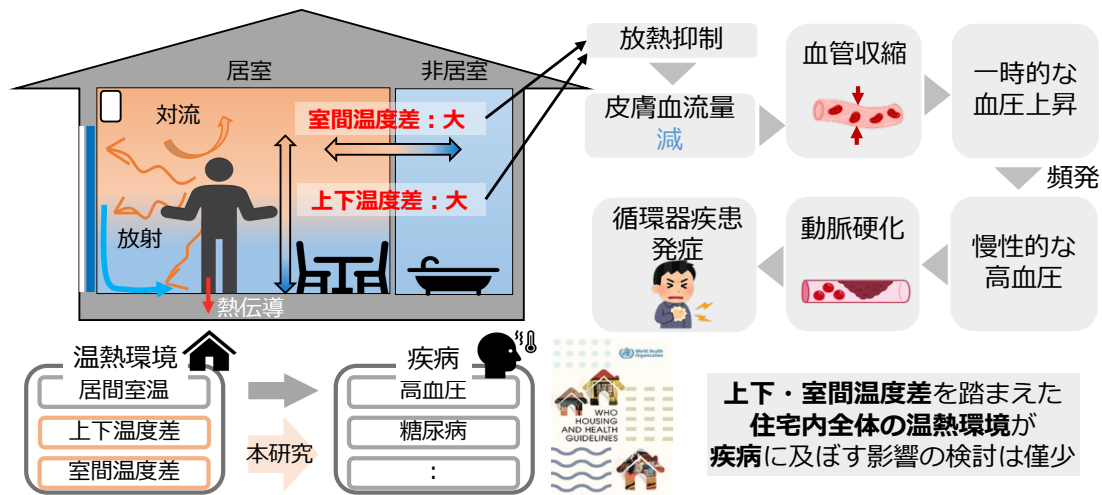 居室
非居室
対流
室間温度差：大
上下温度差：大
放射
熱伝導
放熱抑制
皮膚血流量
減
血管収縮
一時的な
血圧上昇
頻発
慢性的な
高血圧
動脈硬化
循環器疾患
発症
温熱環境
居間室温
上下温度差
室間温度差
本研究
疾病
高血圧
糖尿病
:
World Health
Organization
WHO
HOUSING
AND HEALTH
GUIDELINES
上下・室間温度差を踏まえた
住宅内全体の温熱環境が
疾病に及ぼす影響の検討は僅少